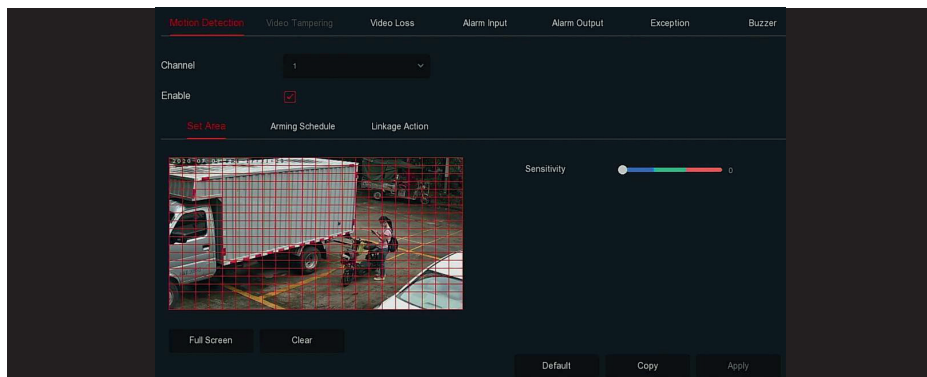 Motion Detection Video Tampering Video Loss Alarm Input Alarm Output Exception Buzzer
Channel 1
Enable
Set Area Arming Schedule Linkage Action
Sensitivity 0
Full Screen Clear
Default Copy Apply